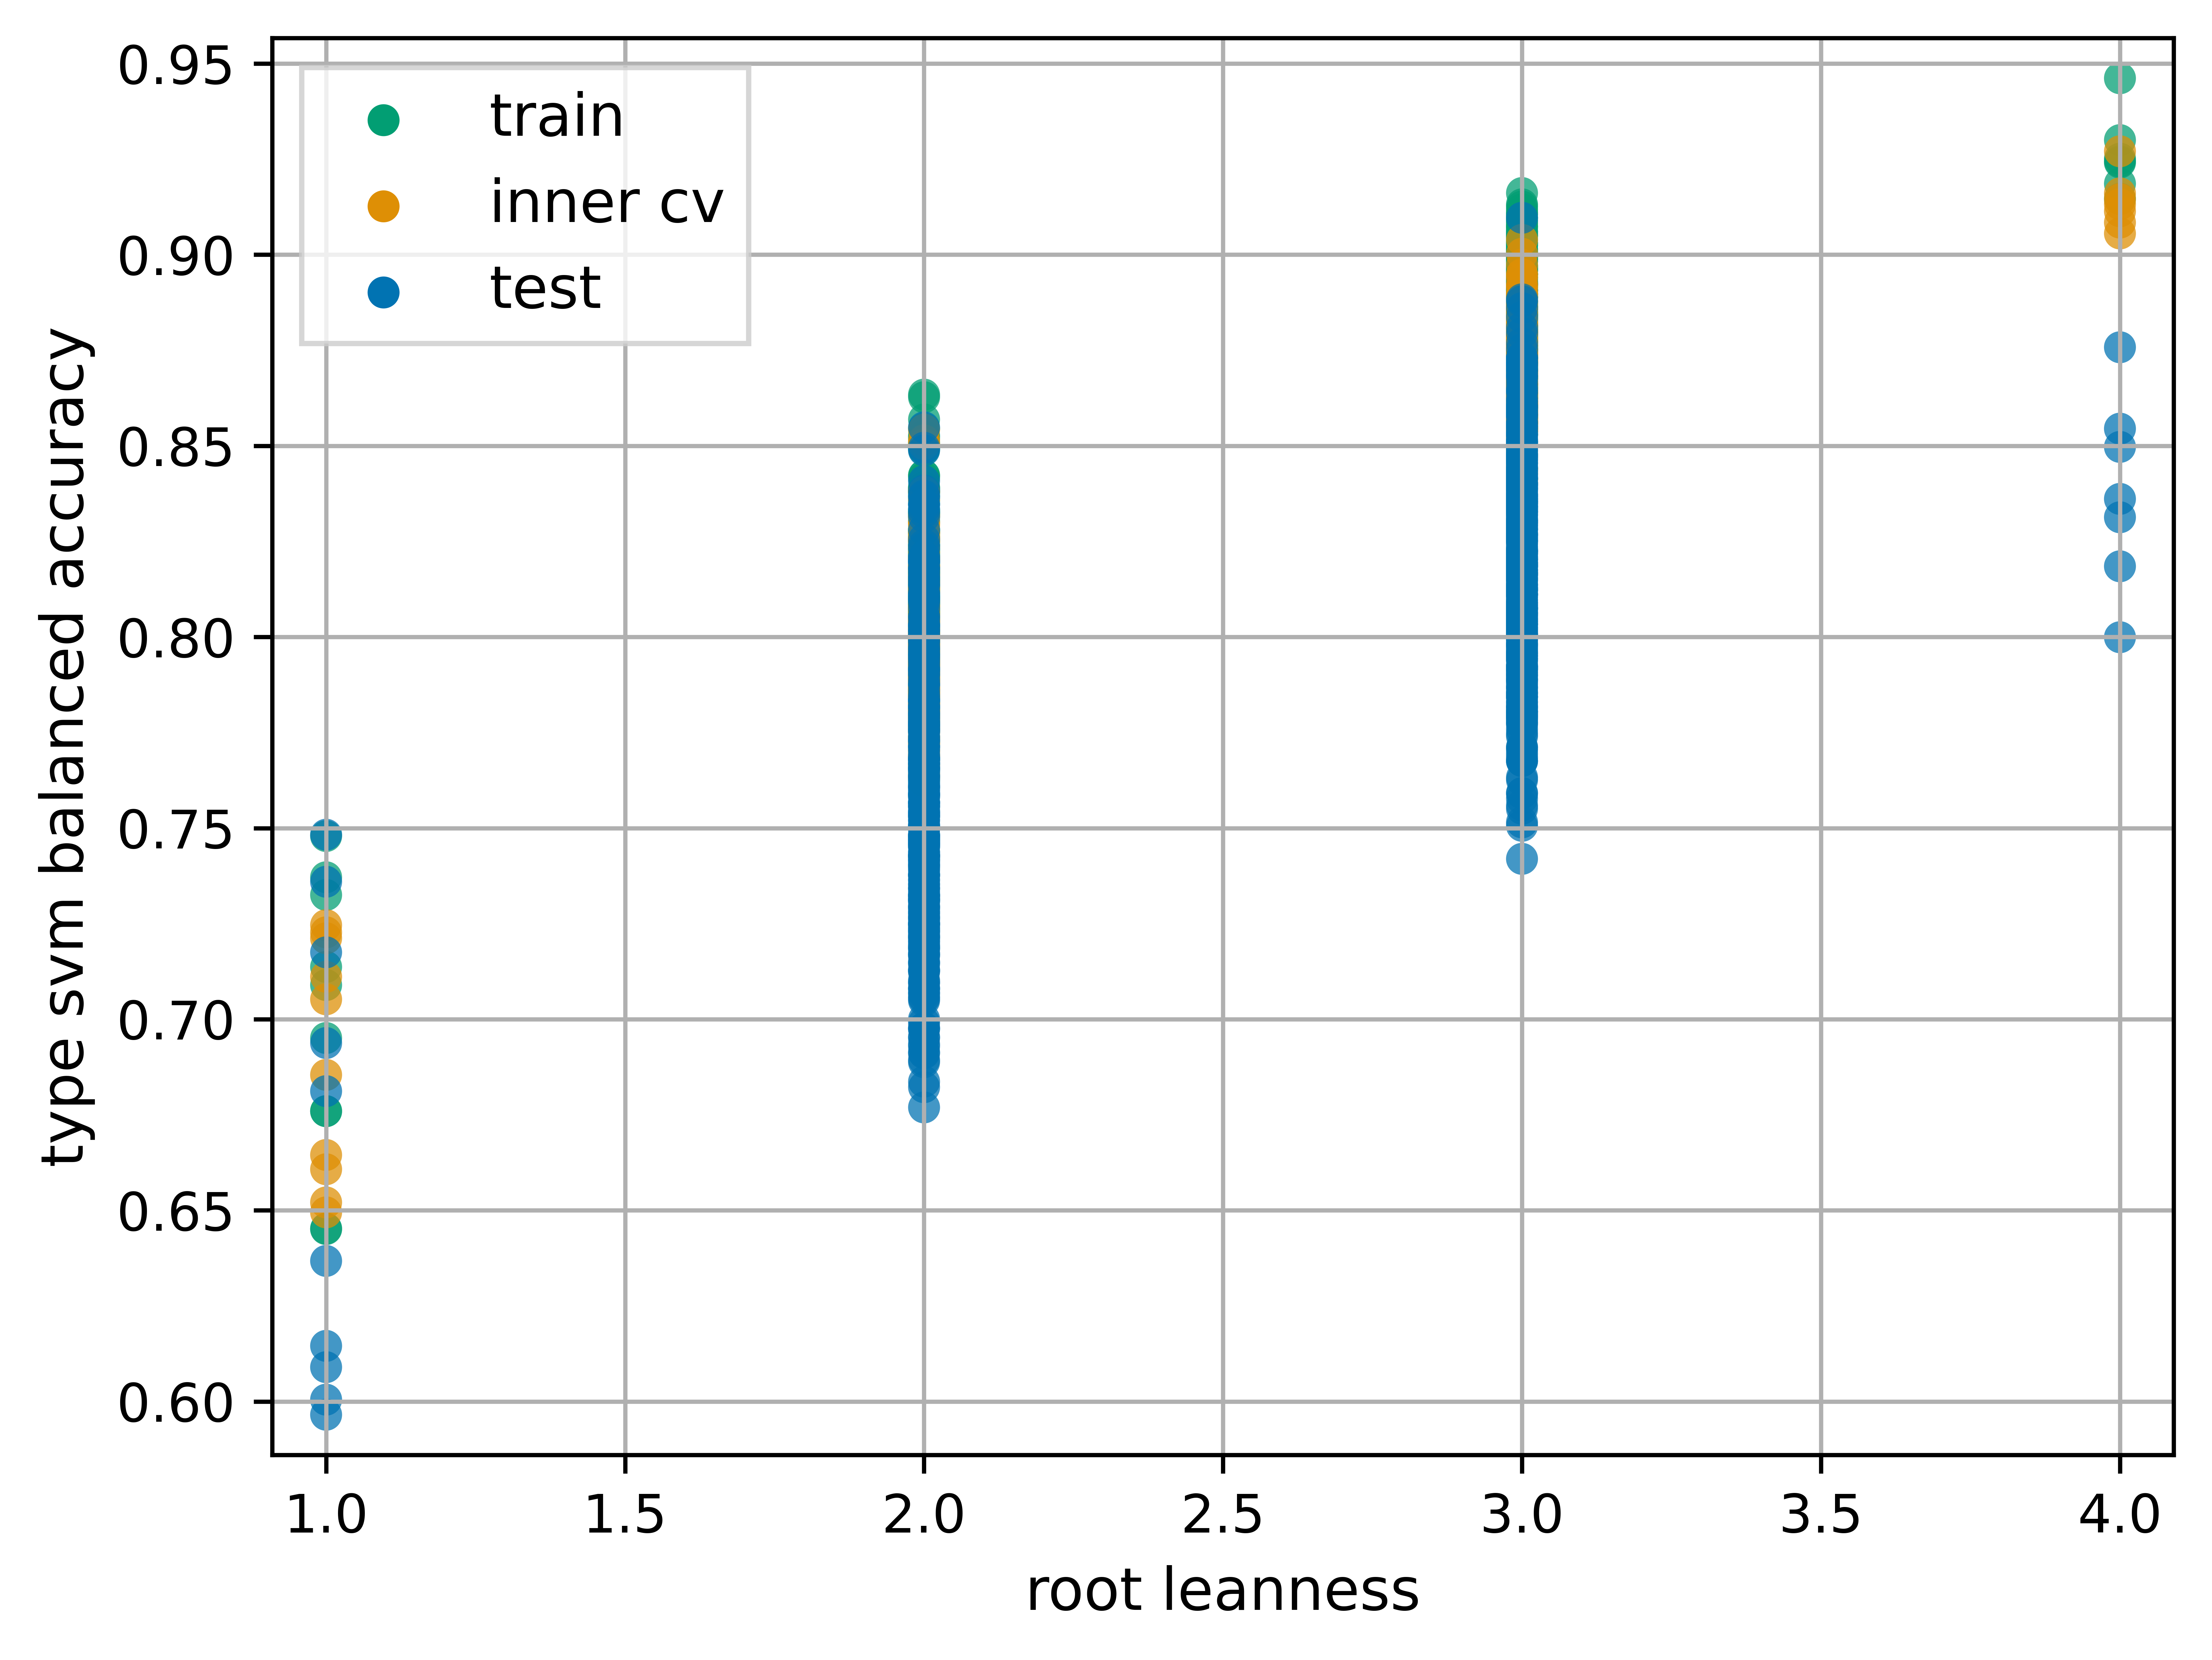 0.95
0.90
0.85
0.80
0.75
0.70
0.65
0.60
type svm balanced accuracy
train
inner cv
test
1.0 1.5 2.0 2.5 3.0 3.5 4.0
root leanness